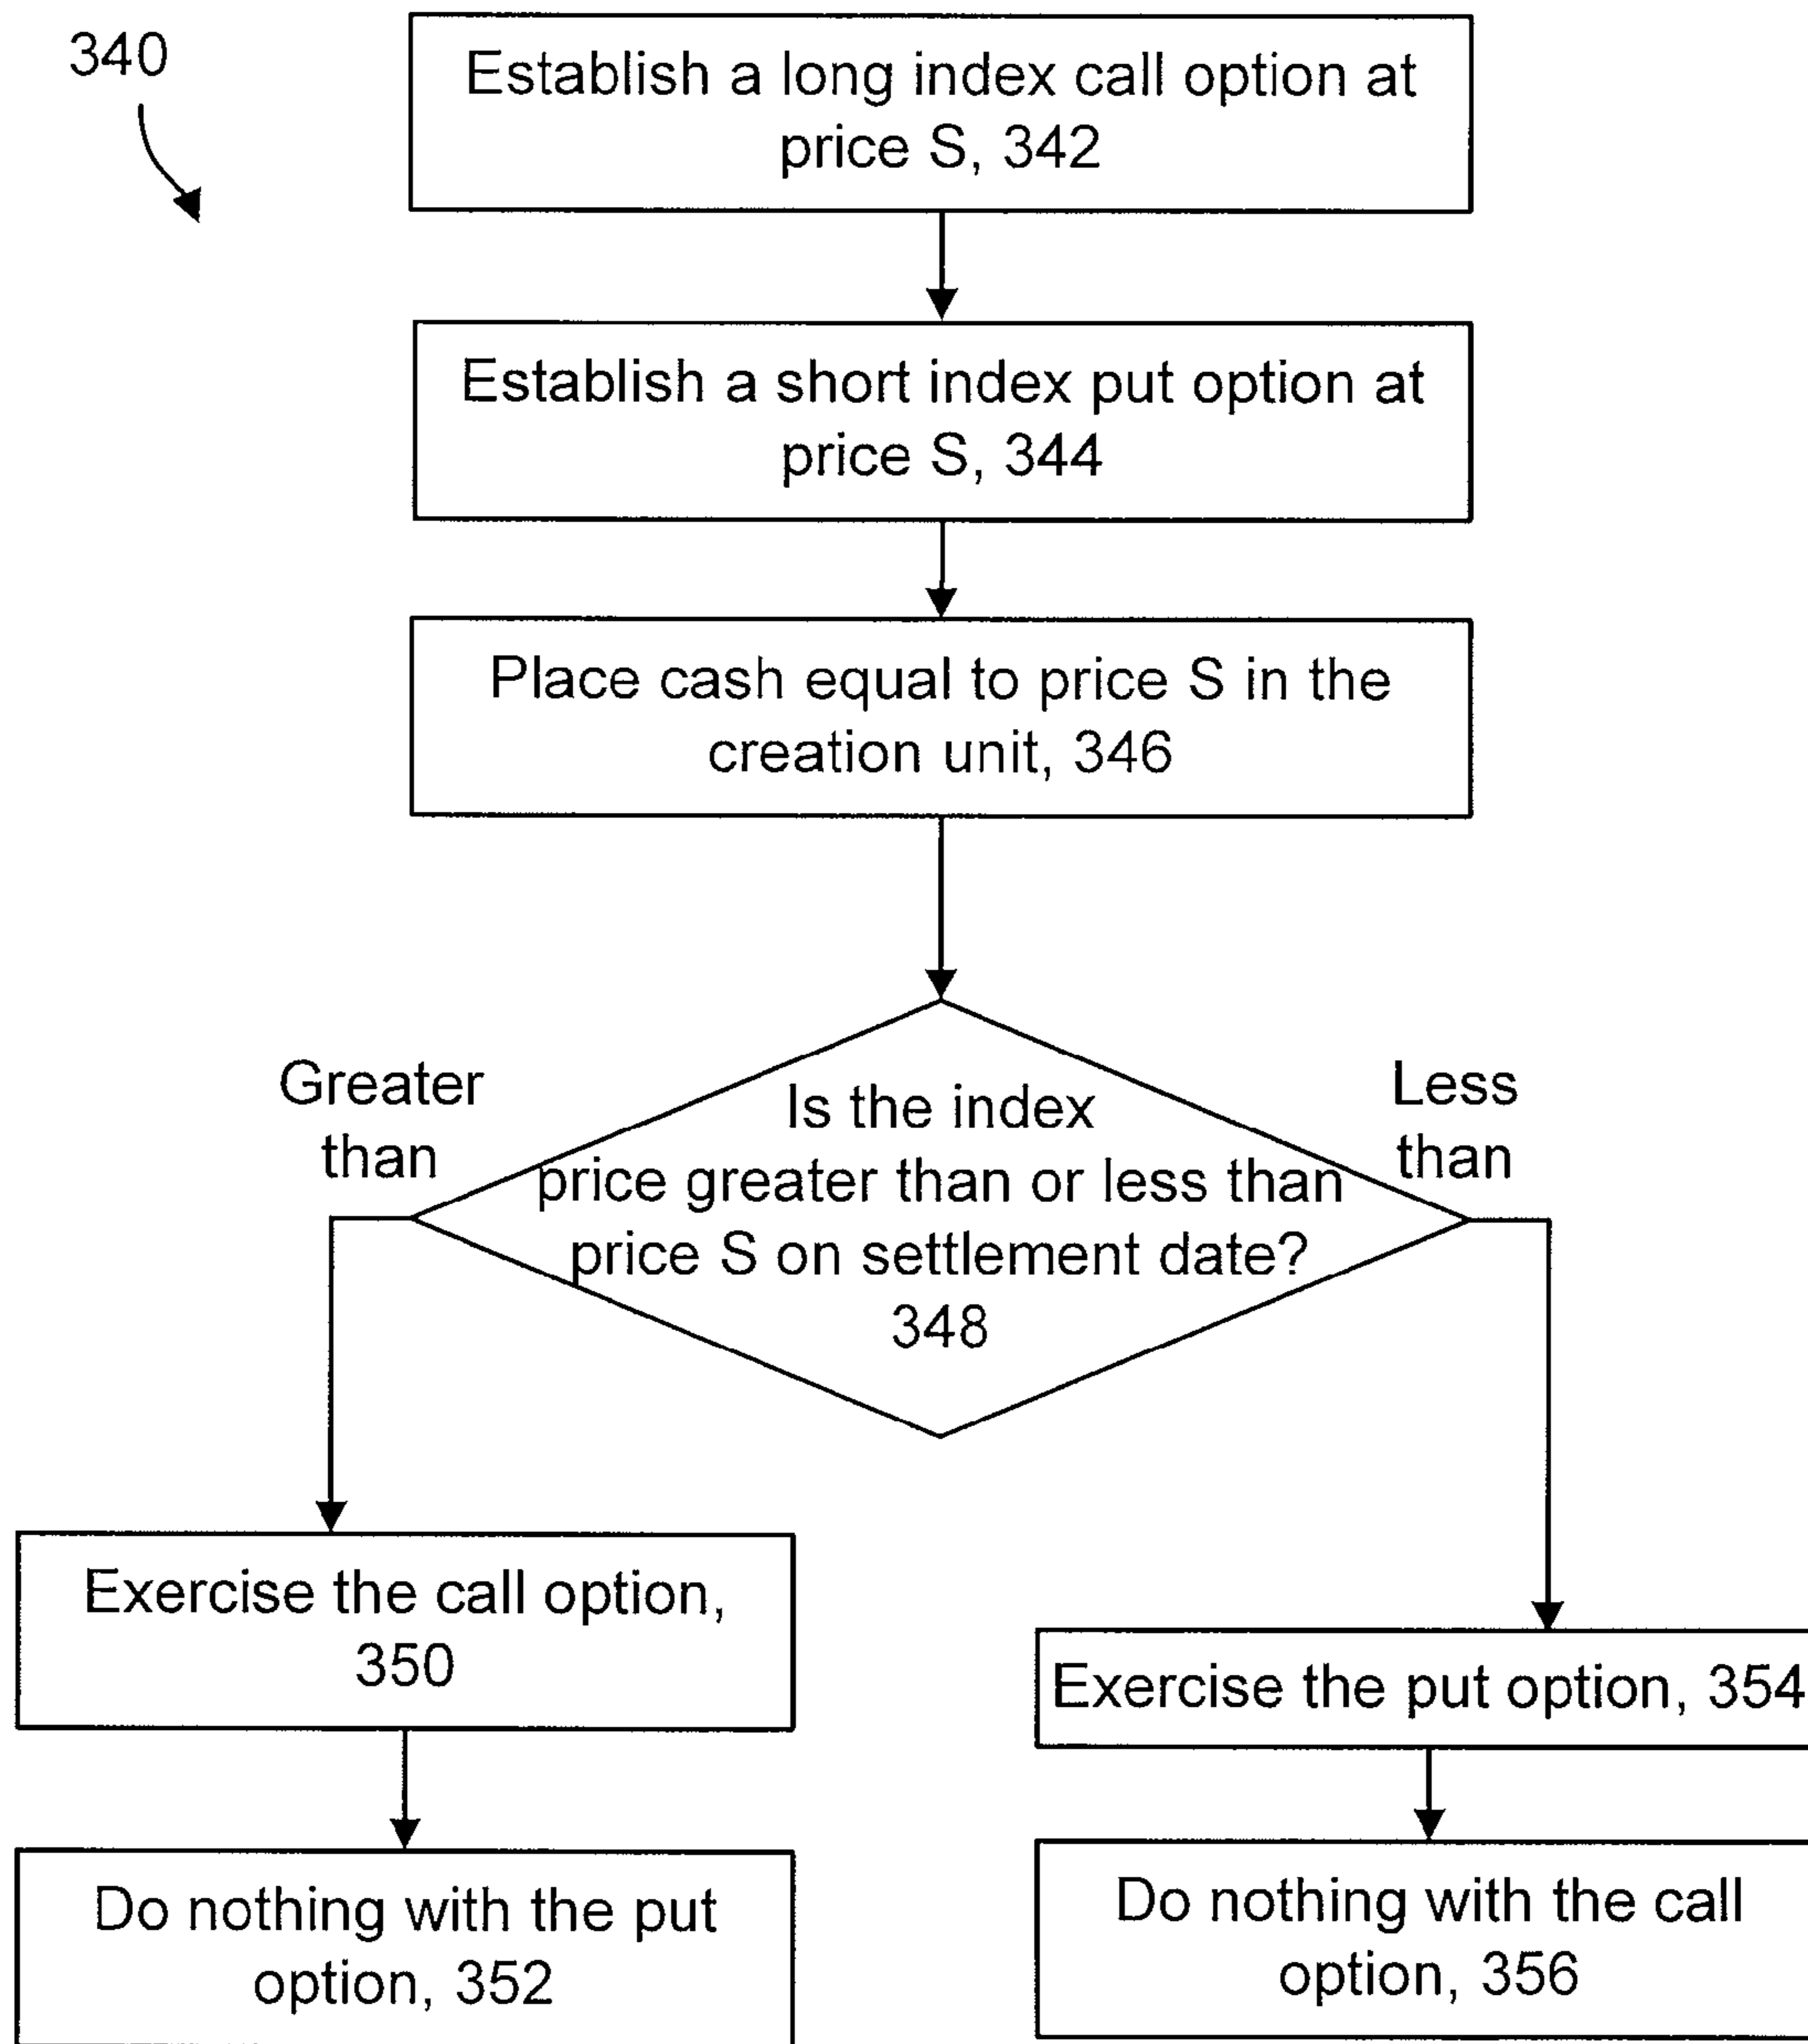 340
Establish a long index call option at
price S, 342
Establish a short index put option at
price S, 344
Place cash equal to price S in the
creation unit, 346
Greater
than
Is the index
price greater than or less than
price S on settlement date?
348
Less
than
Exercise the call option,
350
Exercise the put option, 354
Do nothing with the put
option, 352
Do nothing with the call
option, 356